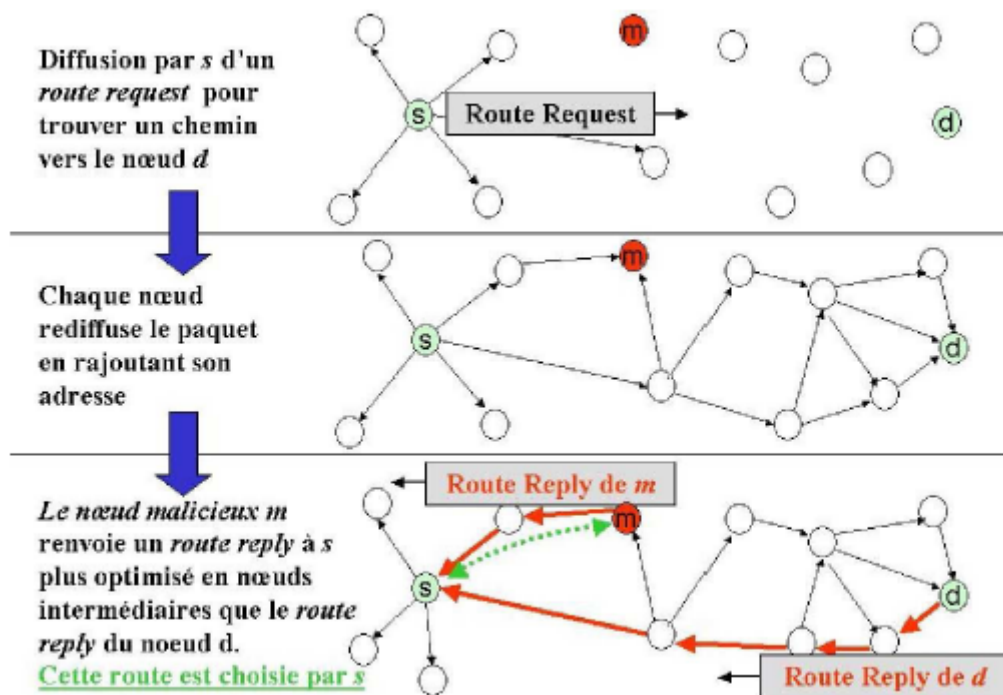 Diffusion par s d'un
route request pour
trouver un chemin
vers le nœud d
m
s
Route Request
d
Chaque nœud
rediffuse le paquet
en rajoutant son
adresse
m
s
d
Le nœud malicieux m
renvoie un route reply à s
plus optimisé en nœuds
intermédiaires que le route
reply du noeud d.
Cette route est choisie par s
Route Reply de m
m
s
d
Route Reply de d